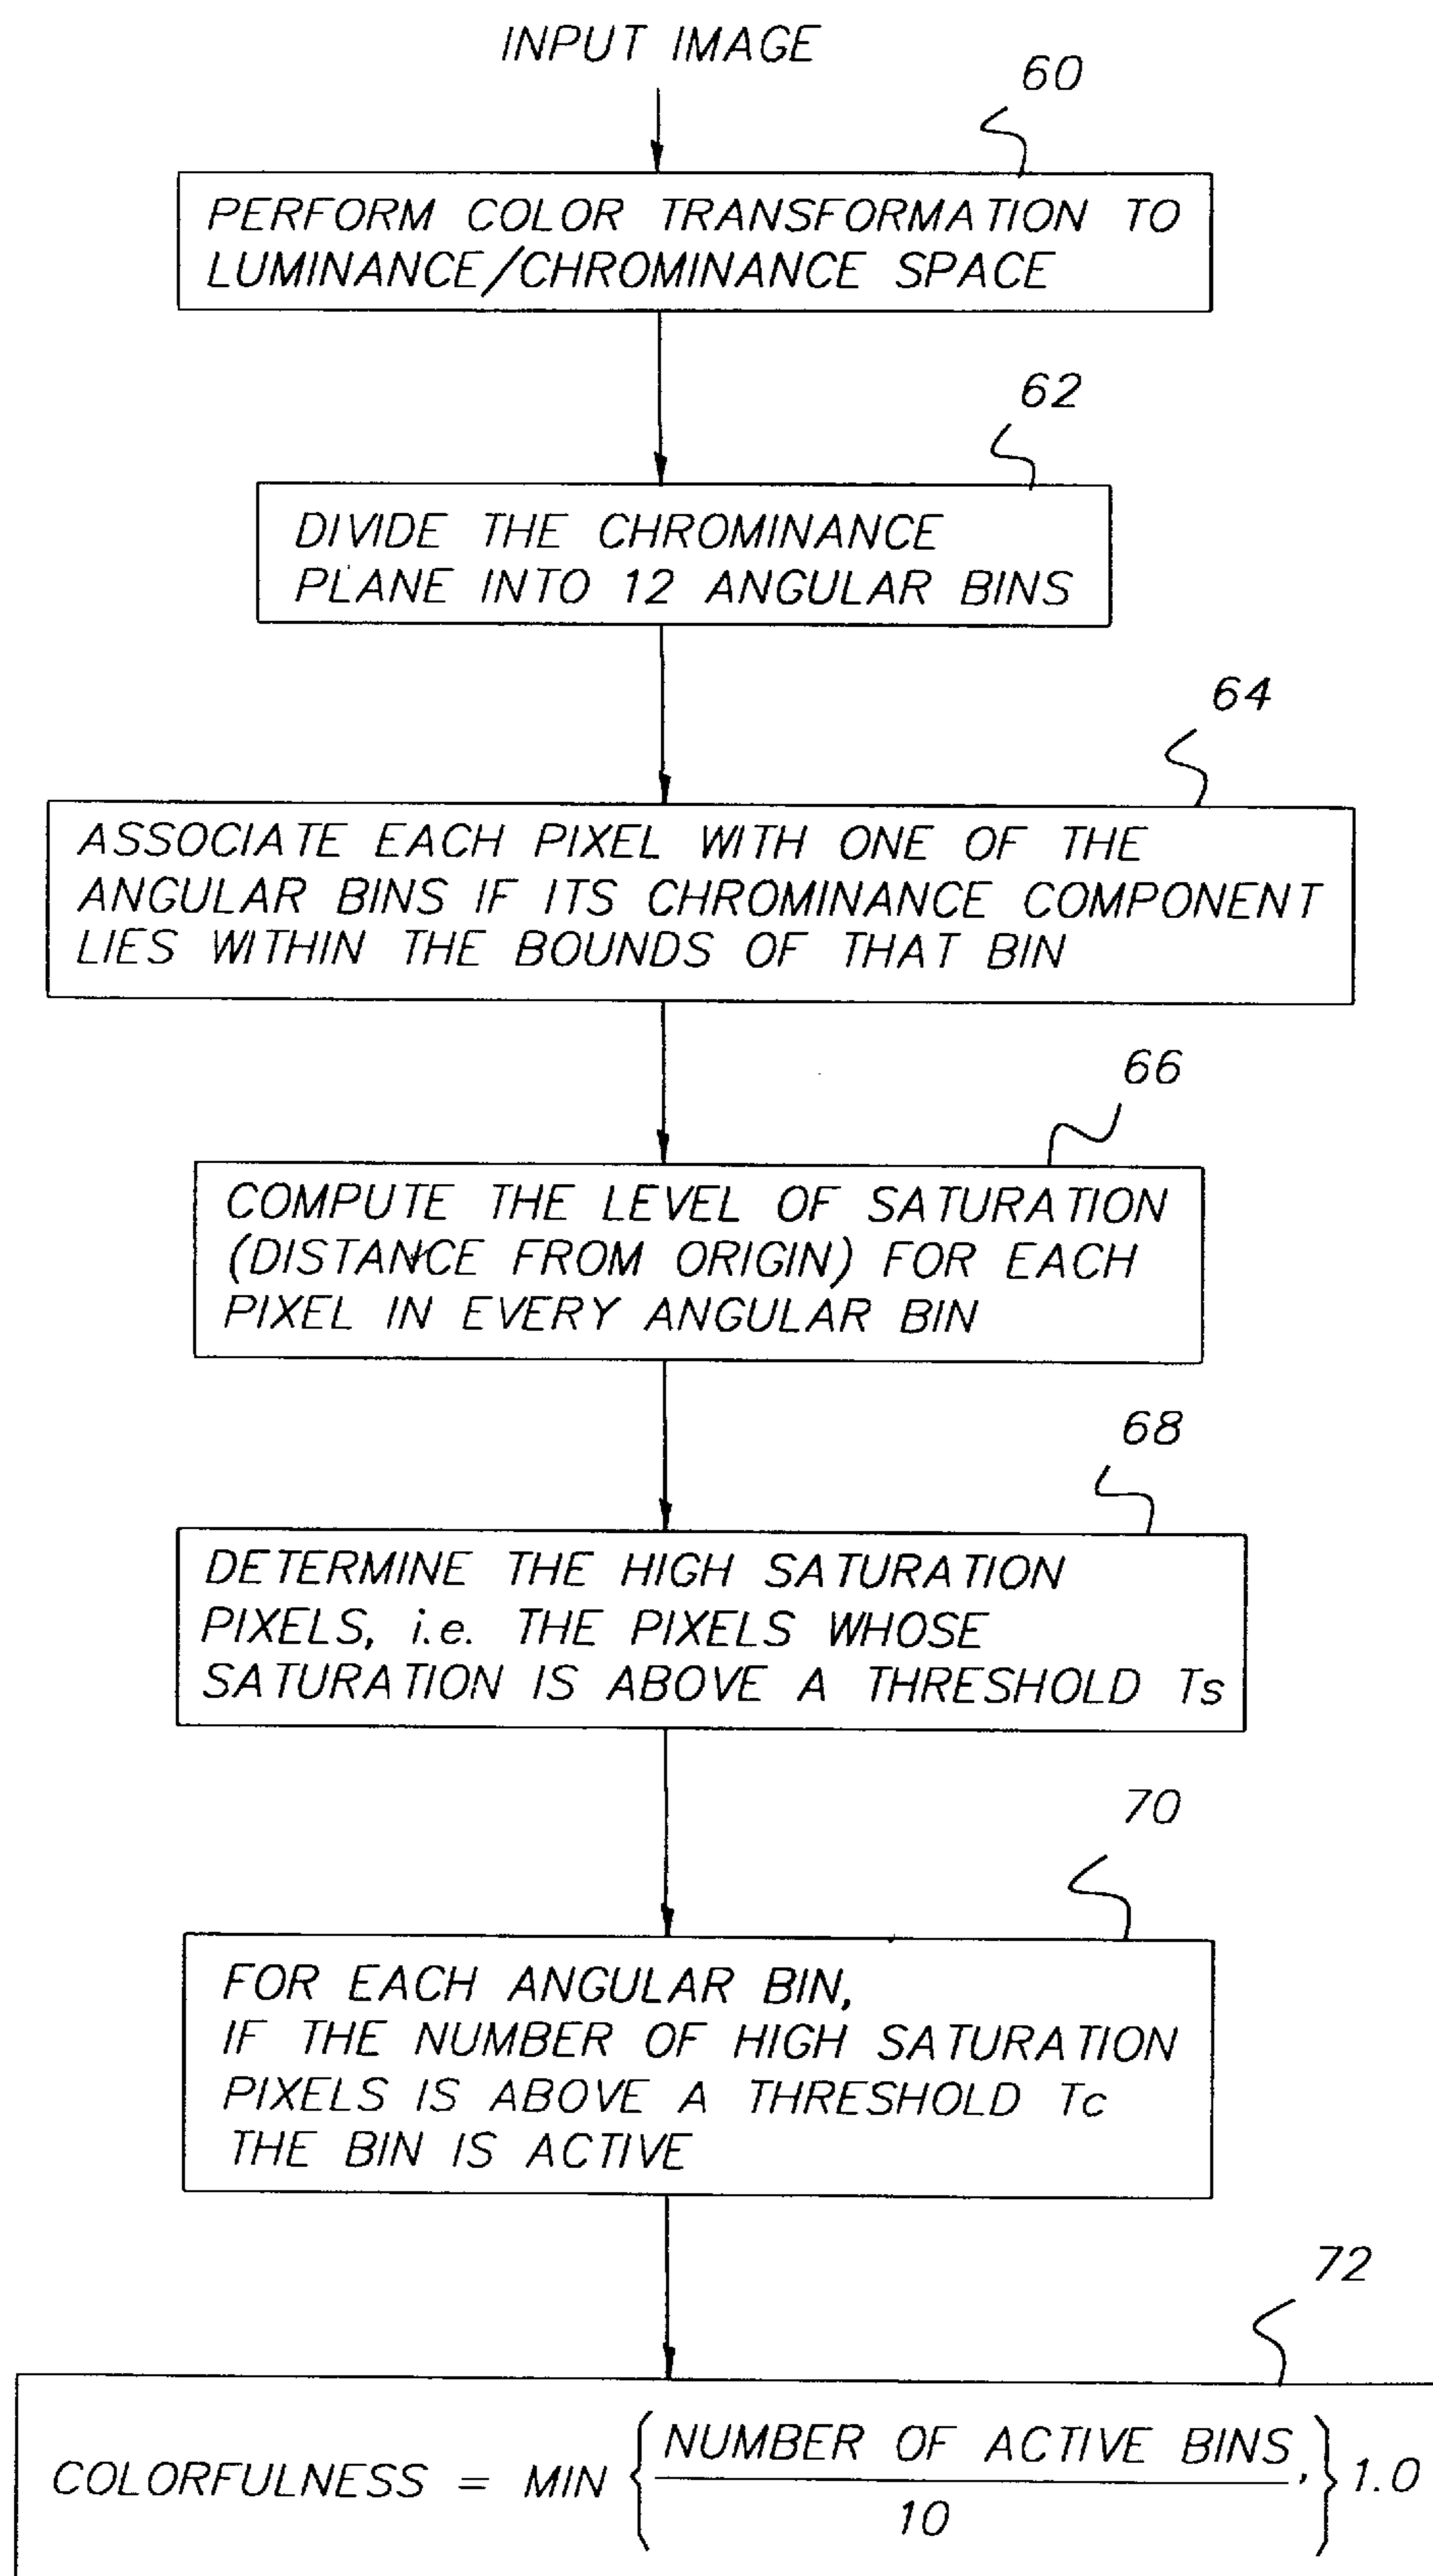 INPUT IMAGE
60
PERFORM COLOR TRANSFORMATION TO
LUMINANCE/CHROMINANCE SPACE
62
DIVIDE THE CHROMINANCE
PLANE INTO 12 ANGULAR BINS
64
ASSOCIATE EACH PIXEL WITH ONE OF THE
ANGULAR BINS IF ITS CHROMINANCE COMPONENT
LIES WITHIN THE BOUNDS OF THAT BIN
66
COMPUTE THE LEVEL OF SATURATION
(DISTANCE FROM ORIGIN) FOR EACH
PIXEL IN EVERY ANGULAR BIN
68
DETERMINE THE HIGH SATURATION
PIXELS, i.e. THE PIXELS WHOSE
SATURATION IS ABOVE A THRESHOLD Ts
70
FOR EACH ANGULAR BIN,
IF THE NUMBER OF HIGH SATURATION
PIXELS IS ABOVE A THRESHOLD Tc
THE BIN IS ACTIVE
72
COLORFULNESS = MIN { NUMBER OF ACTIVE BINS / 10 , } 1.0